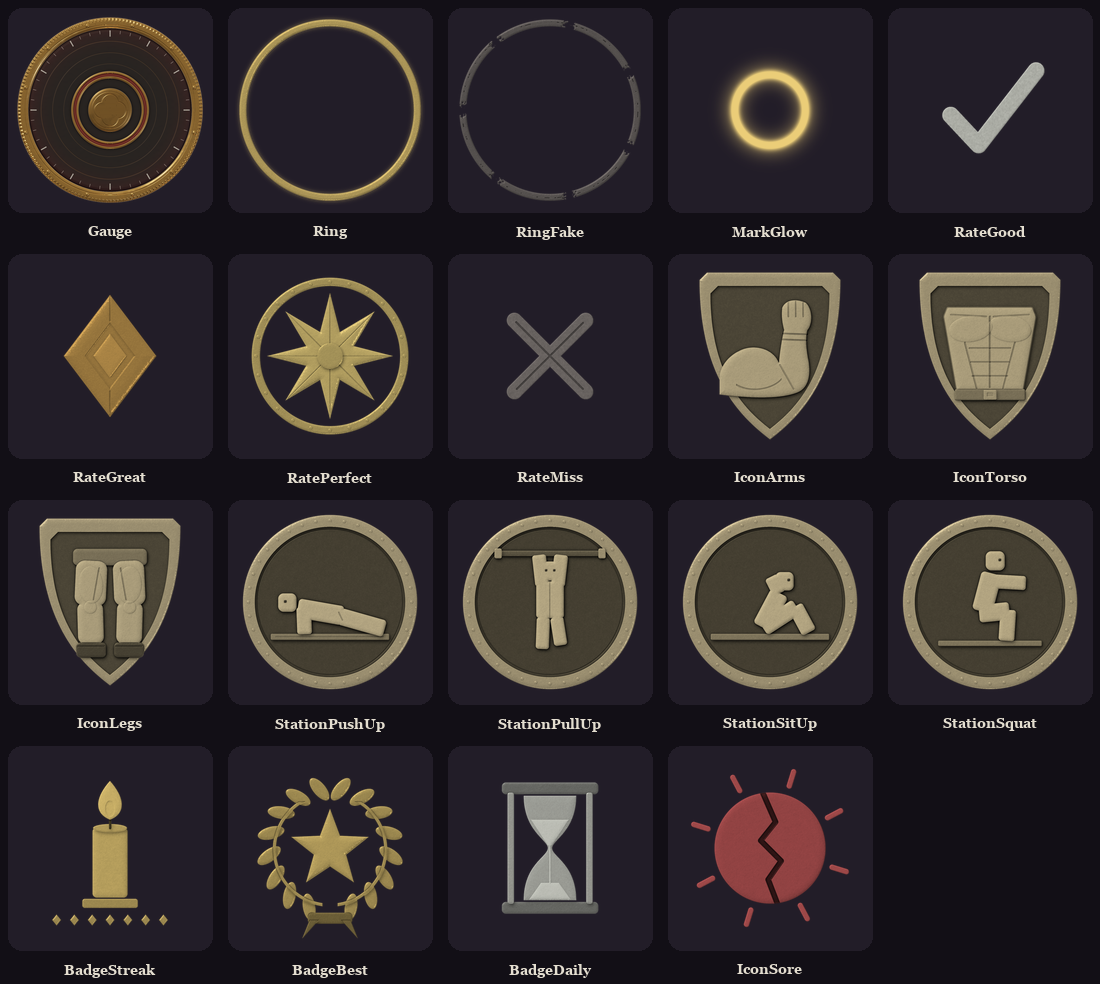 Gauge
Ring
RingFake
MarkGlow
RateGood
RateGreat
RatePerfect
RateMiss
IconArms
IconTorso
IconLegs
StationPushUp
StationPullUp
StationSitUp
StationSquat
BadgeStreak
BadgeBest
BadgeDaily
IconSore